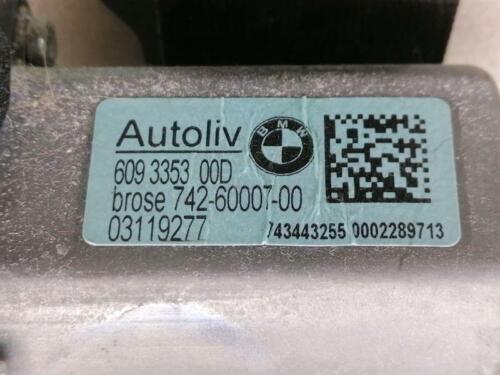 Autoliv
BMW
609 3353 00D
brose 742-60007-00
03119277
743443255 0002289713